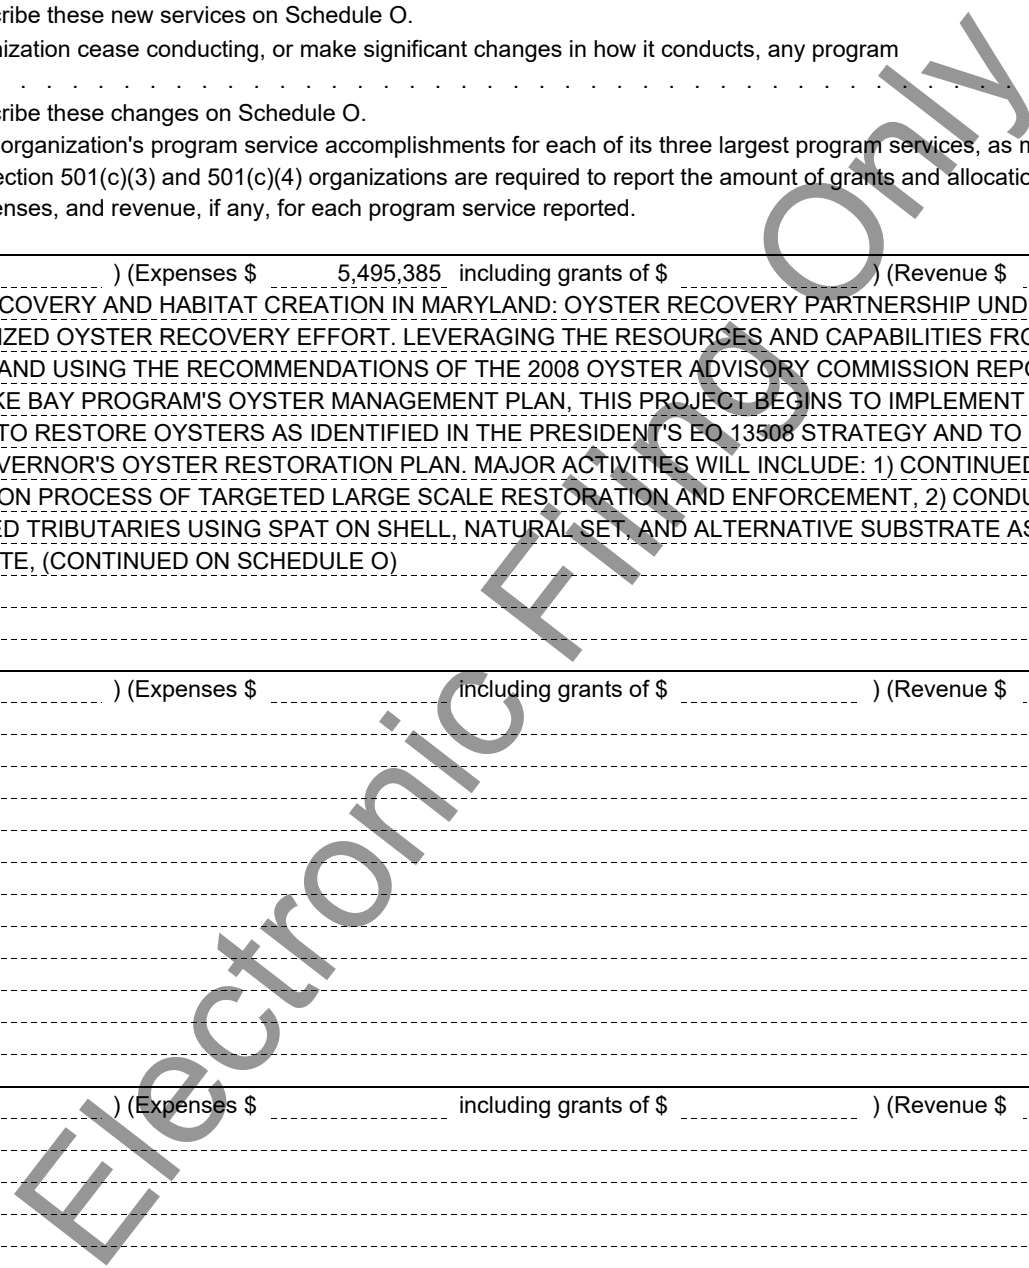 cribe these new services on Schedule O.
nization cease conducting, or make significant changes in how it conducts, any program
. . . . . . . . . . . . . . . . . . . . . . . . . . . . . . . . . . . . . . .
cribe these changes on Schedule O.
organization's program service accomplishments for each of its three largest program services, as m
ection 501(c)(3) and 501(c)(4) organizations are required to report the amount of grants and allocatio
enses, and revenue, if any, for each program service reported.
) (Expenses $ 5,495,385 including grants of $ ) (Revenue $
COVERY AND HABITAT CREATION IN MARYLAND: OYSTER RECOVERY PARTNERSHIP UND
IZED OYSTER RECOVERY EFFORT. LEVERAGING THE RESOURCES AND CAPABILITIES FRO
AND USING THE RECOMMENDATIONS OF THE 2008 OYSTER ADVISORY COMMISSION REPO
KE BAY PROGRAM'S OYSTER MANAGEMENT PLAN, THIS PROJECT BEGINS TO IMPLEMENT
TO RESTORE OYSTERS AS IDENTIFIED IN THE PRESIDENT'S EO 13508 STRATEGY AND TO
VERNOR'S OYSTER RESTORATION PLAN. MAJOR ACTIVITIES WILL INCLUDE: 1) CONTINUED
ON PROCESS OF TARGETED LARGE SCALE RESTORATION AND ENFORCEMENT, 2) CONDU
ED TRIBUTARIES USING SPAT ON SHELL, NATURAL SET, AND ALTERNATIVE SUBSTRATE AS
TE, (CONTINUED ON SCHEDULE O)
) (Expenses $ including grants of $ ) (Revenue $
) (Expenses $ including grants of $ ) (Revenue $
Electronic Filing Only